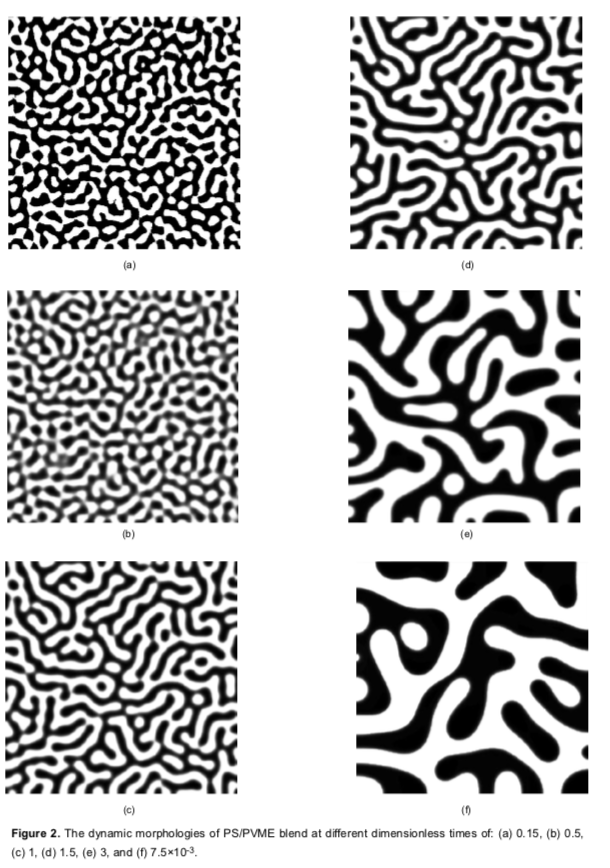 (a)
(d)
(b)
(e)
(c)
(f)
Figure 2. The dynamic morphologies of PS/PVME blend at different dimensionless times of: (a) 0.15, (b) 0.5,
(c) 1, (d) 1.5, (e) 3, and (f) 7.5×10-3.